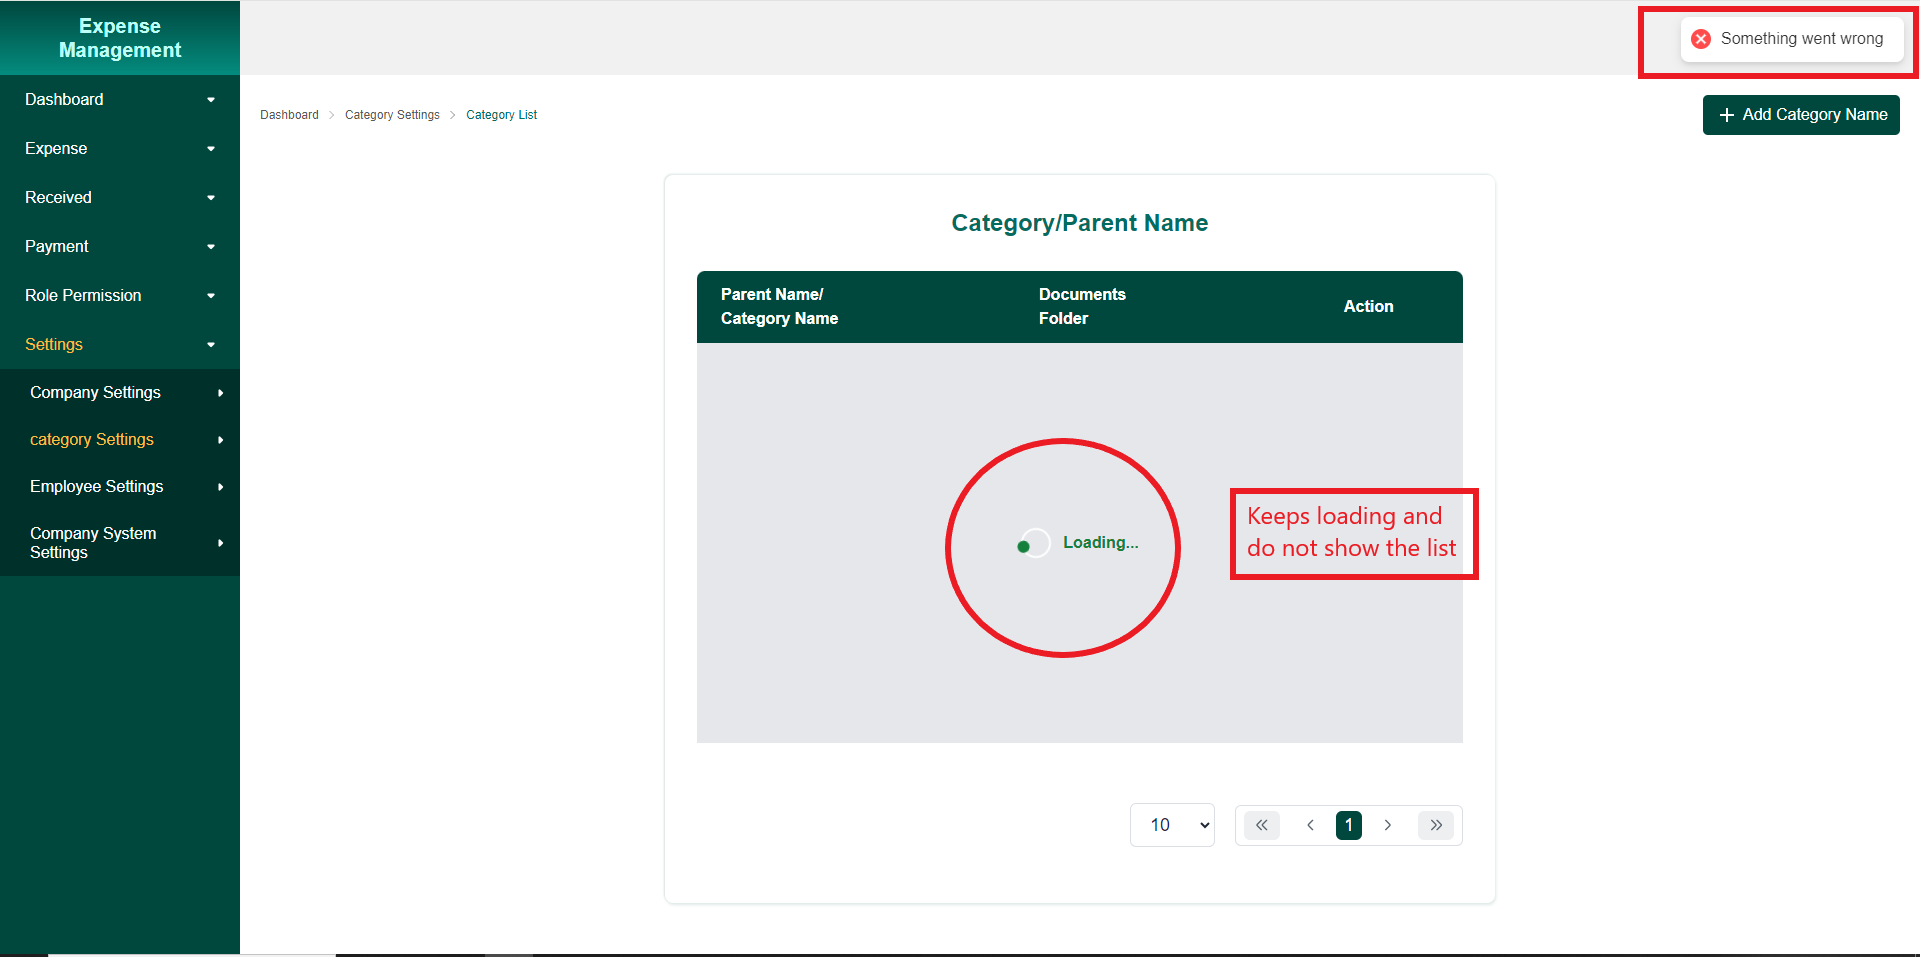 Expense
Management
Something went wrong
Dashboard
Dashboard
Category Settings
Category List
Add Category Name
Expense
Received
Payment
Role Permission
Settings
Company Settings
category Settings
Employee Settings
Company System
Settings
Category/Parent Name
Parent Name/
Category Name
Documents
Folder
Action
Loading...
Keeps loading and
do not show the list
10
1